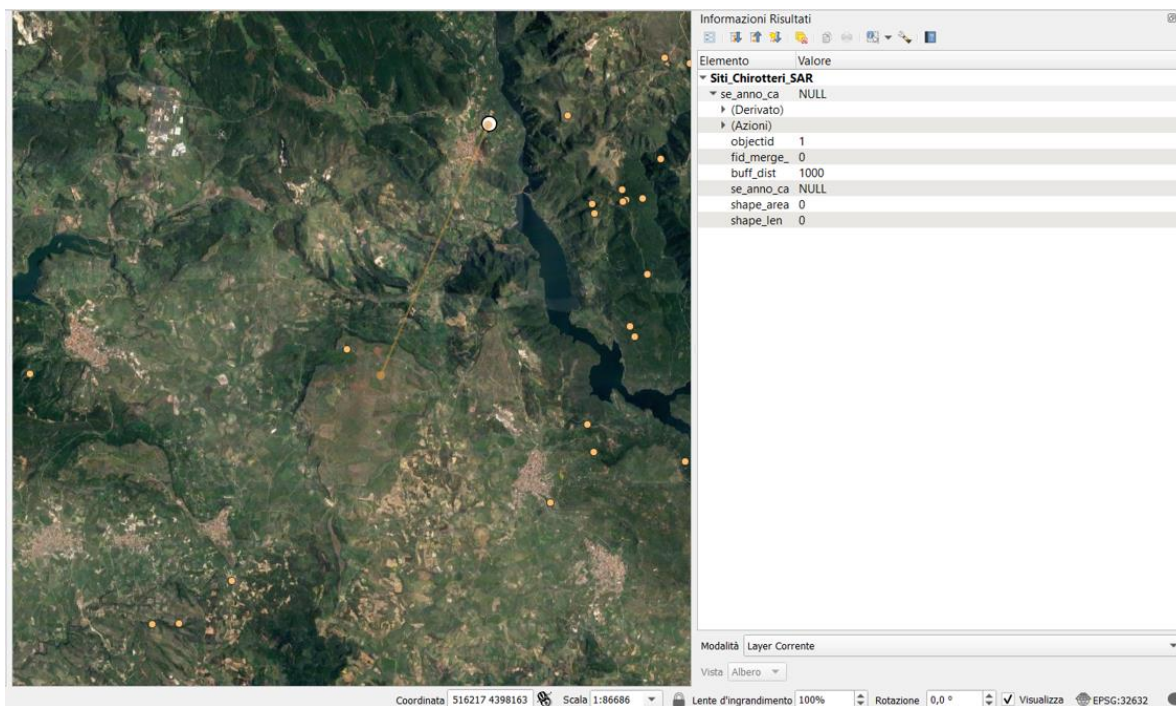 Informazioni Risultati
Elemento Valore
Siti_Chirotteri_SAR
se_anno_ca NULL
(Derivato)
(Azioni)
objectid 1
fid_merge_ 0
buff_dist 1000
se_anno_ca NULL
shape_area 0
shape_len 0
Modalità Layer Corrente
Vista Albero
Coordinata 516217 4398163 Scala 1:86686 Lente d'ingrandimento 100% Rotazione 0,0 ° Visualizza EPSG:32632